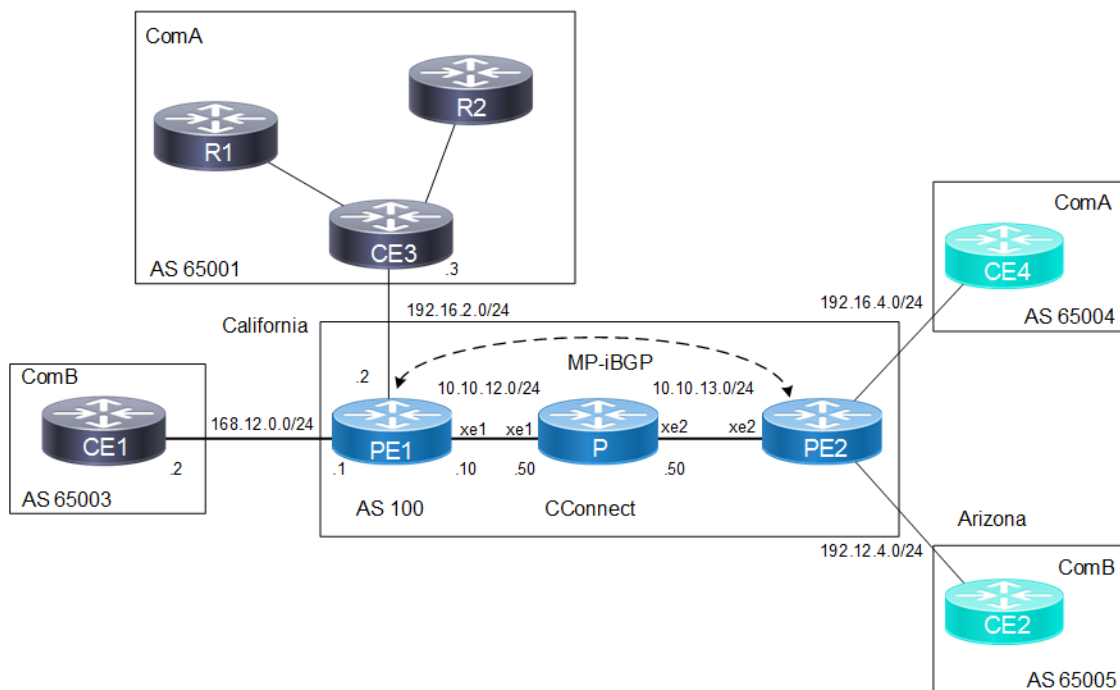 ComA
R2
R1
CE3
.3
AS 65001
192.16.2.0/24
California
ComA
CE4
192.16.4.0/24
AS 65004
MP-iBGP
.2
10.10.12.0/24
10.10.13.0/24
ComB
CE1
168.12.0.0/24
.2
AS 65003
PE1
xe1
xe1
P
xe2
xe2
PE2
.1
.10
.50
.50
AS 100
CConnect
Arizona
192.12.4.0/24
ComB
CE2
AS 65005